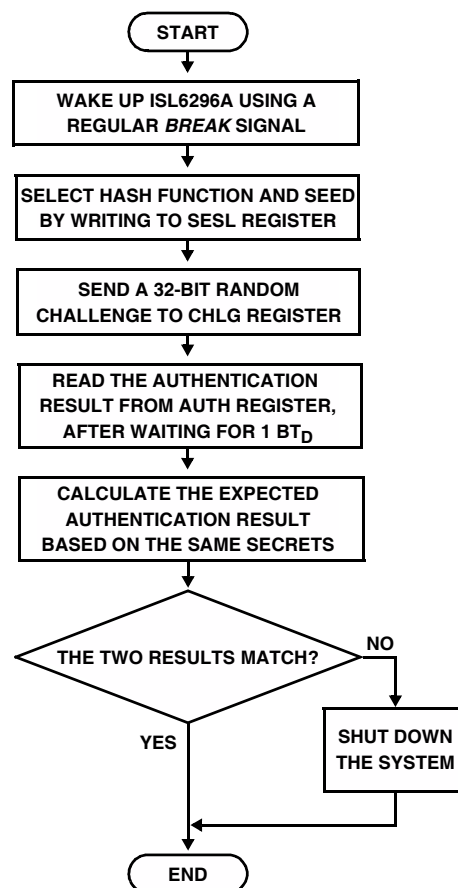 START
WAKE UP ISL6296A USING A
REGULAR BREAK SIGNAL
SELECT HASH FUNCTION AND SEED
BY WRITING TO SESL REGISTER
SEND A 32-BIT RANDOM
CHALLENGE TO CHLG REGISTER
READ THE AUTHENTICATION
RESULT FROM AUTH REGISTER,
AFTER WAITING FOR 1 BTD
CALCULATE THE EXPECTED
AUTHENTICATION RESULT
BASED ON THE SAME SECRETS
THE TWO RESULTS MATCH?
NO
YES
SHUT DOWN
THE SYSTEM
END